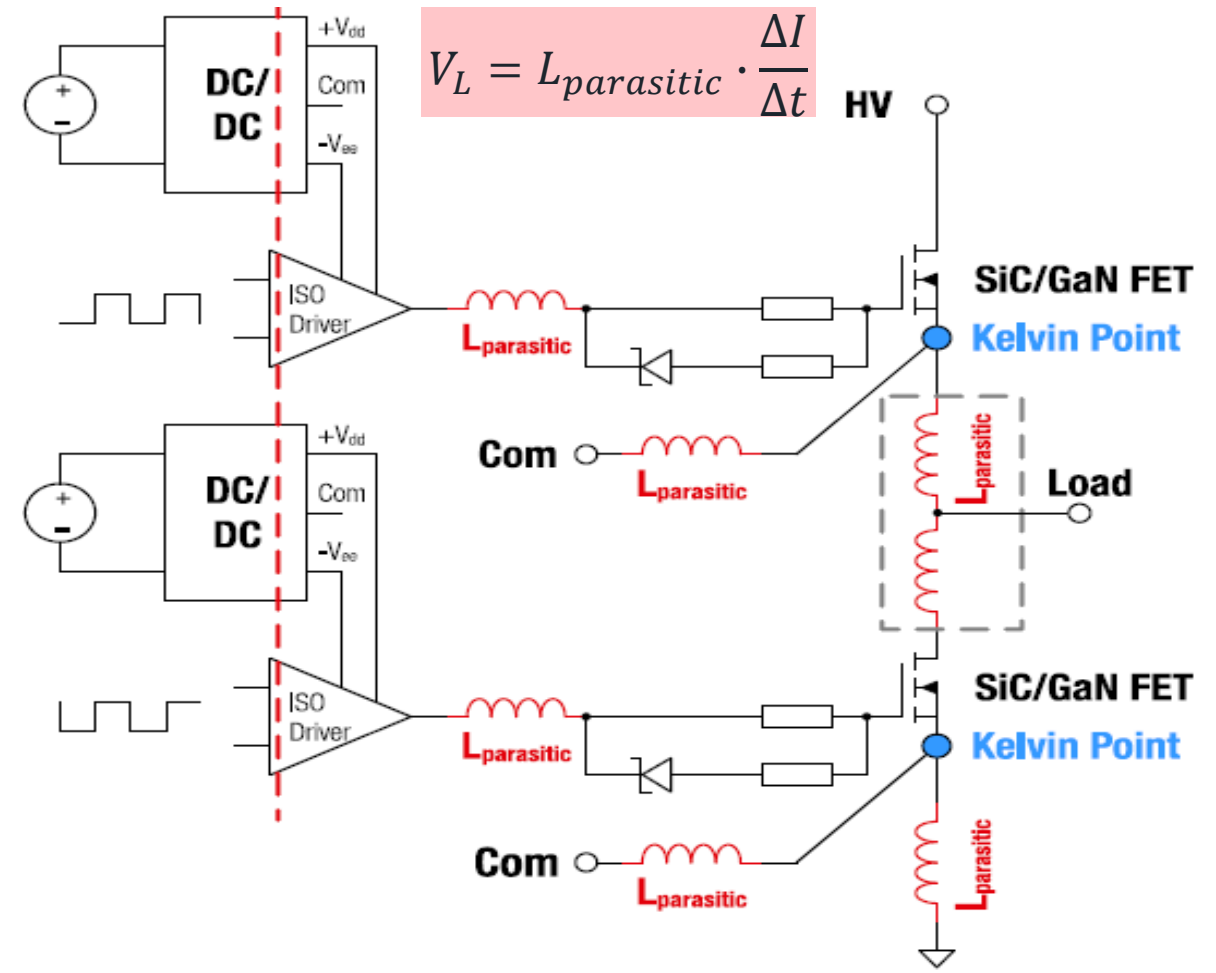 +Vdd
DC/
DC
Com
-Vee
+
-
V_L = L_parasitic · ΔI/Δt
HV
ISO
Driver
Lparasitic
SiC/GaN FET
Kelvin Point
Com
Lparasitic
Lparasitic
Load
+Vdd
DC/
DC
Com
-Vee
+
-
ISO
Driver
Lparasitic
SiC/GaN FET
Kelvin Point
Com
Lparasitic
Lparasitic